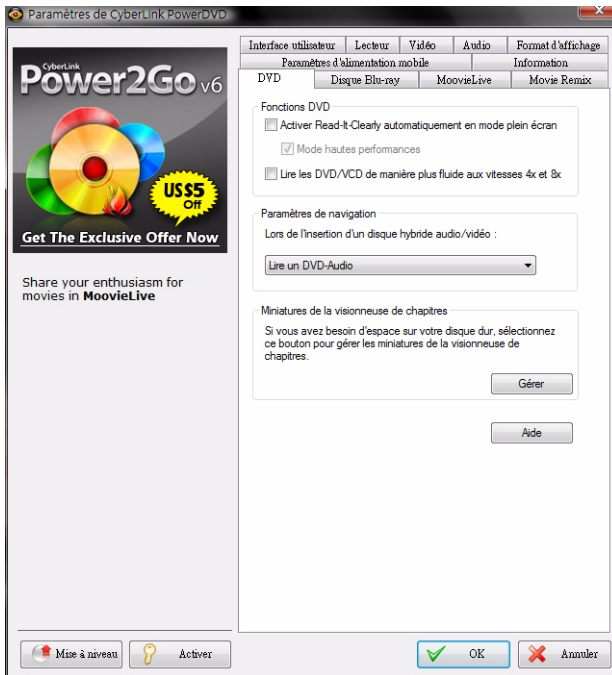 Paramètres de CyberLink PowerDVD
CyberLink
Power2Go v6
US$5
Off
Get The Exclusive Offer Now
Share your enthusiasm for
movies in MoovieLive
Interface utilisateur
Lecteur
Vidéo
Audio
Format d'affichage
Paramètres d'alimentation mobile
Information
DVD
Disque Blu-ray
MoovieLive
Movie Remix
Fonctions DVD
Activer Read-It-Clearly automatiquement en mode plein écran
Mode hautes performances
Lire les DVD/VCD de manière plus fluide aux vitesses 4x et 8x
Paramètres de navigation
Lors de l'insertion d'un disque hybride audio/vidéo :
Lire un DVD-Audio
Miniatures de la visionneuse de chapitres
Si vous avez besoin d'espace sur votre disque dur, sélectionnez
ce bouton pour gérer les miniatures de la visionneuse de
chapitres.
Gérer
Aide
Mise à niveau
Activer
OK
Annuler